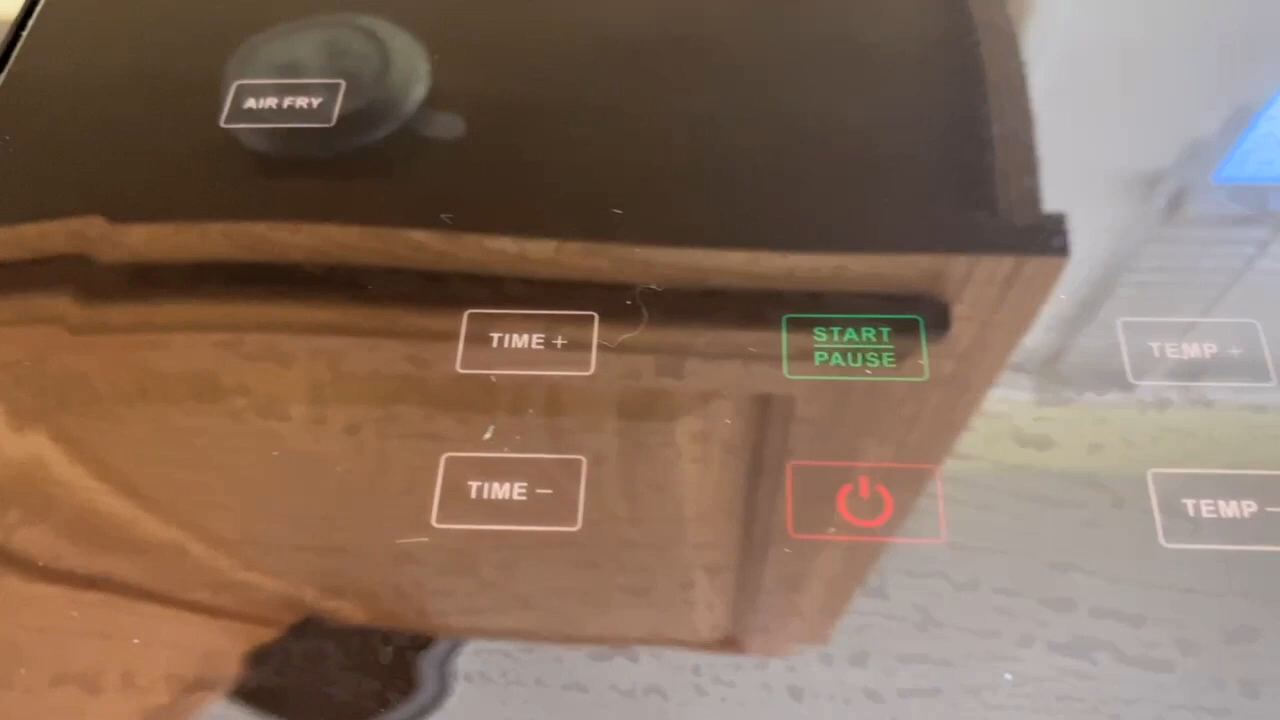 AIR FRY
TIME +
START
PAUSE
TEMP +
TIME −
TEMP −